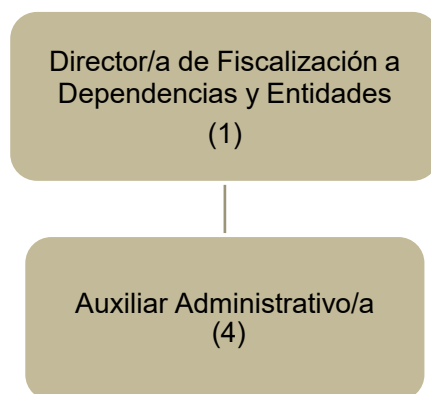 Director/a de Fiscalización a
Dependencias y Entidades
(1)
Auxiliar Administrativo/a
(4)